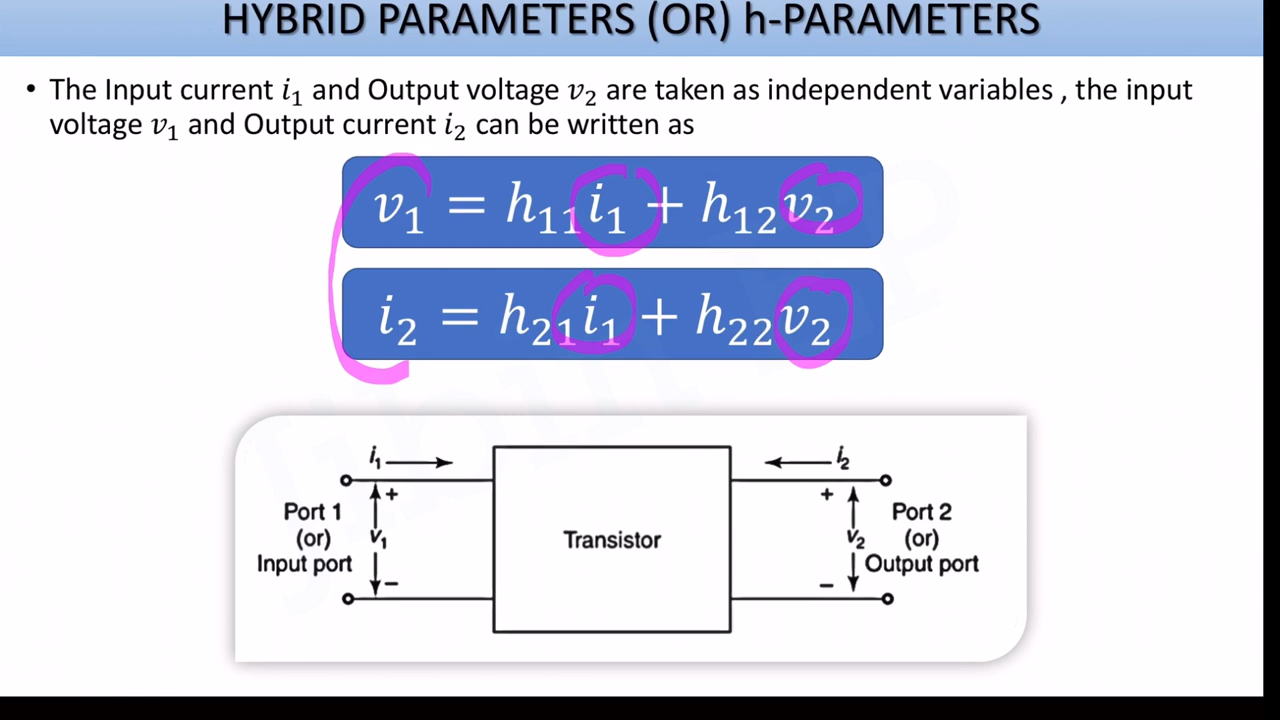 HYBRID PARAMETERS (OR) h-PARAMETERS
• The Input current i₁ and Output voltage v₂ are taken as independent variables , the input
voltage v₁ and Output current i₂ can be written as
v₁ = h₁₁i₁ + h₁₂v₂
i₂ = h₂₁i₁ + h₂₂v₂
i₁ i₂
+ +
Port 1 Port 2
(or) v₁ Transistor v₂ (or)
Input port Output port
− −